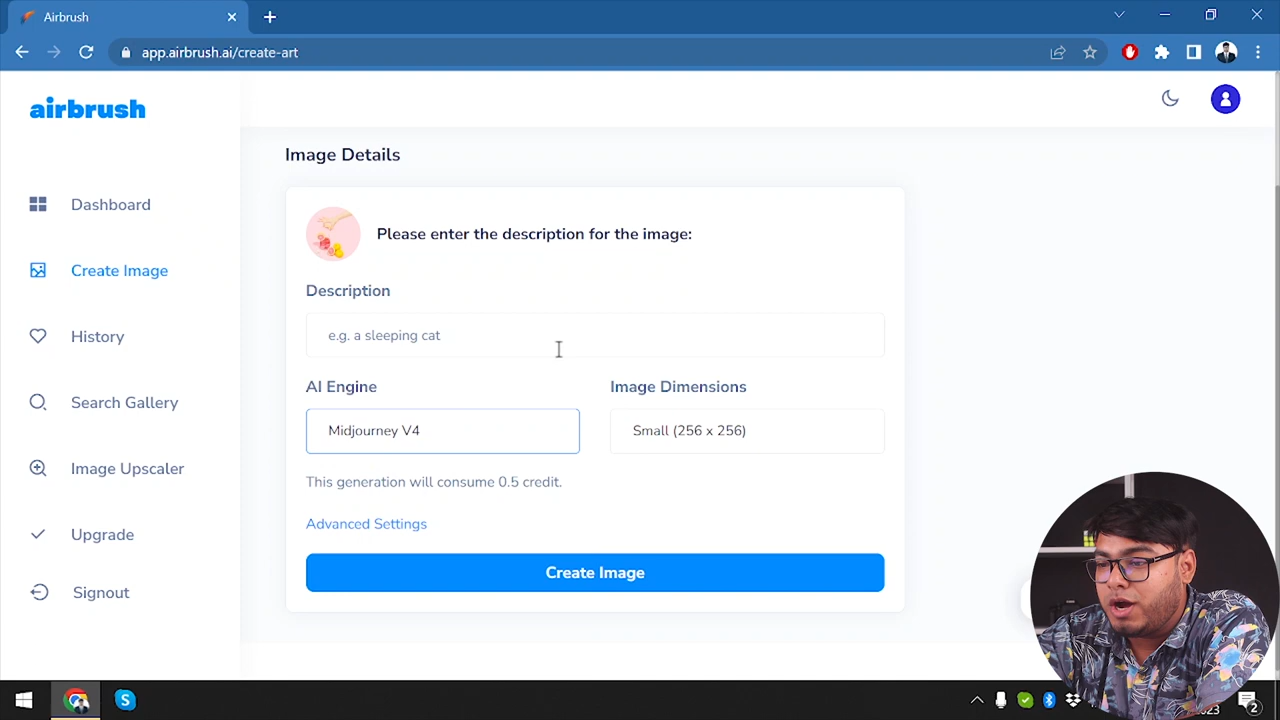 Airbrush
app.airbrush.ai/create-art
airbrush
Image Details
Please enter the description for the image:
Dashboard
Description
Create Image
e.g. a sleeping cat
History
AI Engine
Image Dimensions
Search Gallery
Midjourney V4
Small (256 x 256)
Image Upscaler
This generation will consume 0.5 credit.
Advanced Settings
Upgrade
Create Image
Signout
S
2